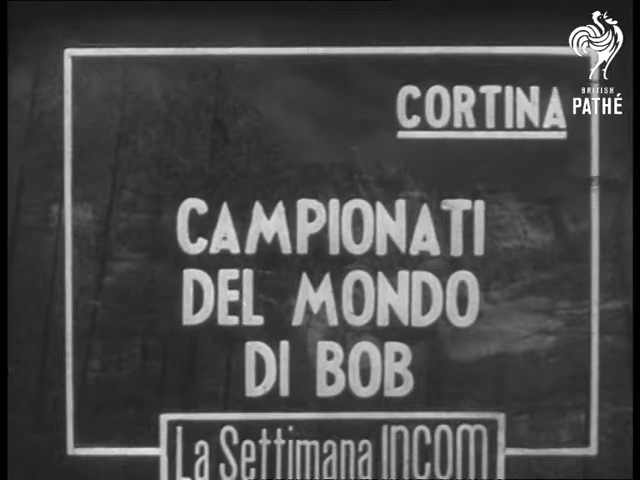 BRITISH
PATHÉ
CORTINA
CAMPIONATI
DEL MONDO
DI BOB
La Settimana INCOM